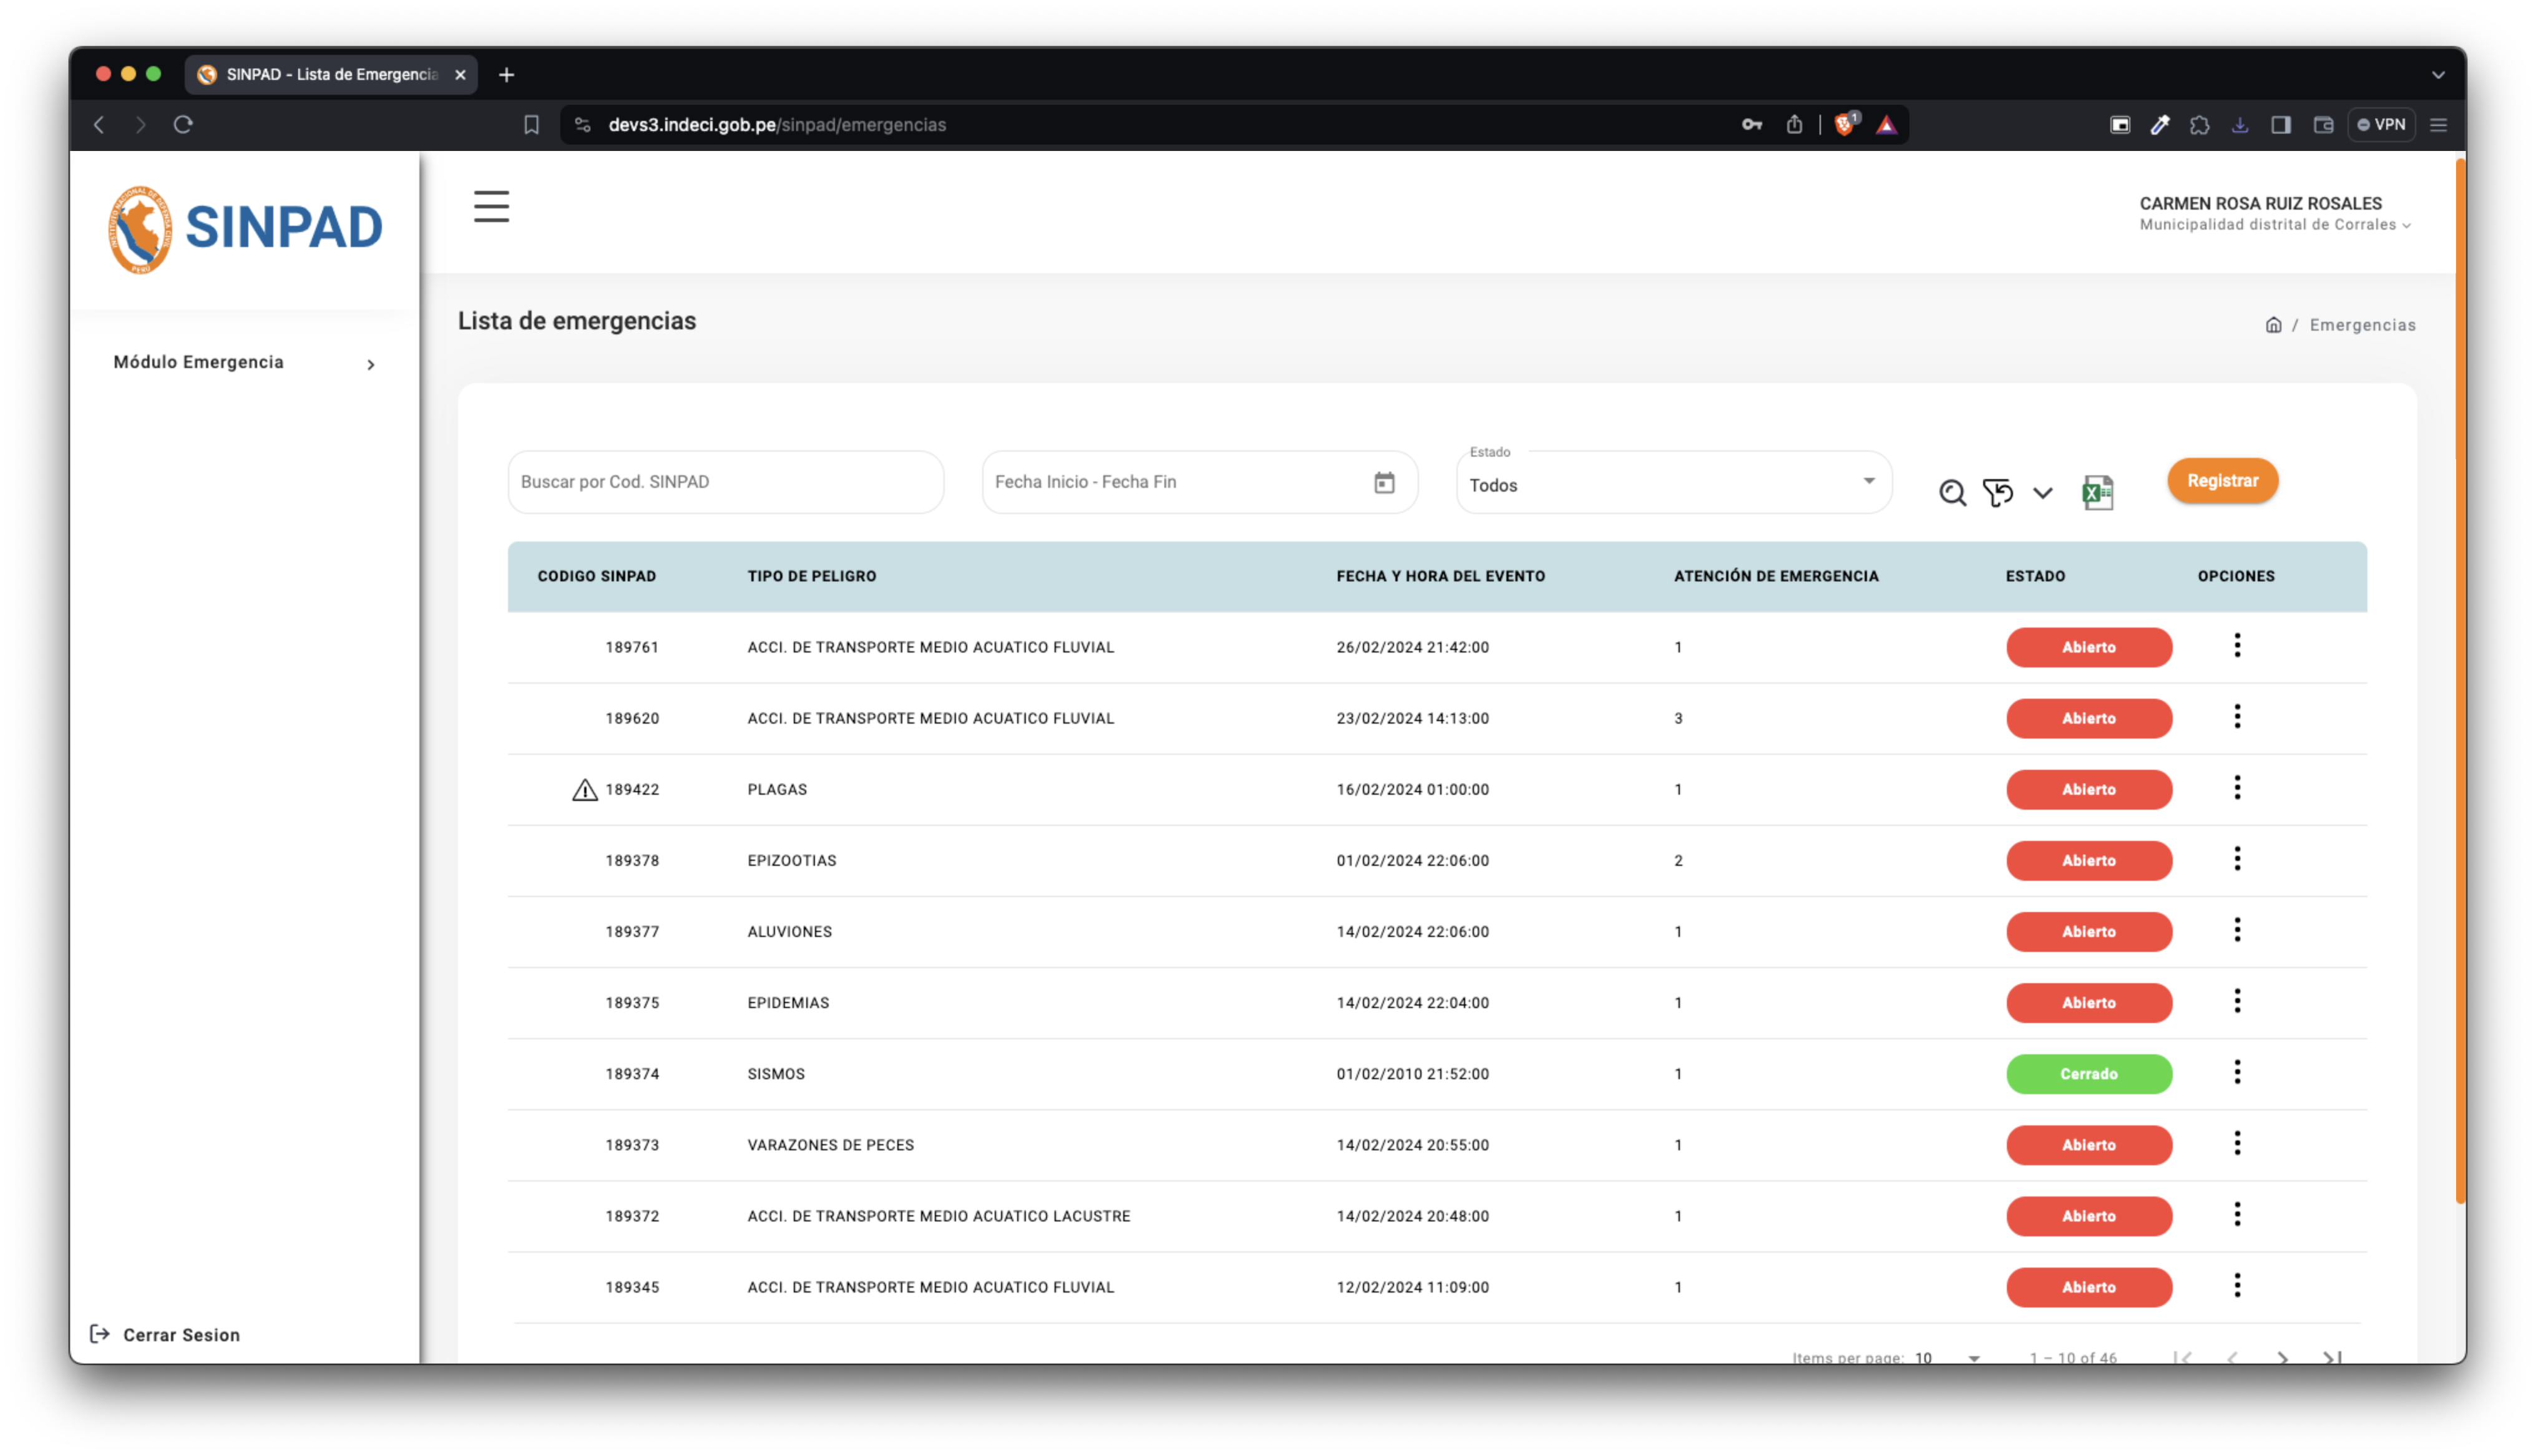 SINPAD - Lista de Emergencia
devs3.indeci.gob.pe/sinpad/emergencias
1
VPN
INSTITUTO NACIONAL DE DEFENSA CIVIL
PERÚ
SINPAD
CARMEN ROSA RUIZ ROSALES
Municipalidad distrital de Corrales
Lista de emergencias
/ Emergencias
Módulo Emergencia
Buscar por Cod. SINPAD
Fecha Inicio - Fecha Fin
Estado
Todos
Registrar
CODIGO SINPAD TIPO DE PELIGRO FECHA Y HORA DEL EVENTO ATENCIÓN DE EMERGENCIA ESTADO OPCIONES
189761 ACCI. DE TRANSPORTE MEDIO ACUATICO FLUVIAL 26/02/2024 21:42:00 1 Abierto
189620 ACCI. DE TRANSPORTE MEDIO ACUATICO FLUVIAL 23/02/2024 14:13:00 3 Abierto
189422 PLAGAS 16/02/2024 01:00:00 1 Abierto
189378 EPIZOOTIAS 01/02/2024 22:06:00 2 Abierto
189377 ALUVIONES 14/02/2024 22:06:00 1 Abierto
189375 EPIDEMIAS 14/02/2024 22:04:00 1 Abierto
189374 SISMOS 01/02/2010 21:52:00 1 Cerrado
189373 VARAZONES DE PECES 14/02/2024 20:55:00 1 Abierto
189372 ACCI. DE TRANSPORTE MEDIO ACUATICO LACUSTRE 14/02/2024 20:48:00 1 Abierto
189345 ACCI. DE TRANSPORTE MEDIO ACUATICO FLUVIAL 12/02/2024 11:09:00 1 Abierto
Cerrar Sesion
Items per page: 10 1 – 10 of 46